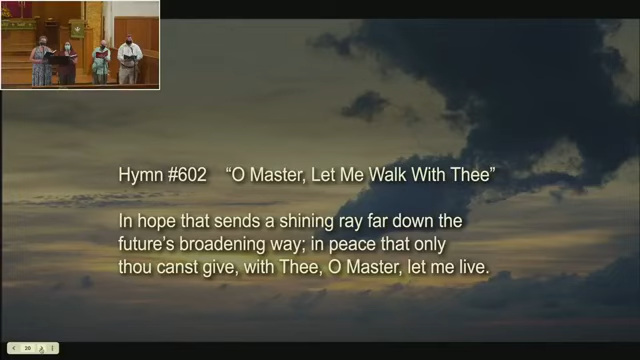 Hymn #602 “O Master, Let Me Walk With Thee”
In hope that sends a shining ray far down the
future’s broadening way; in peace that only
thou canst give, with Thee, O Master, let me live.
20